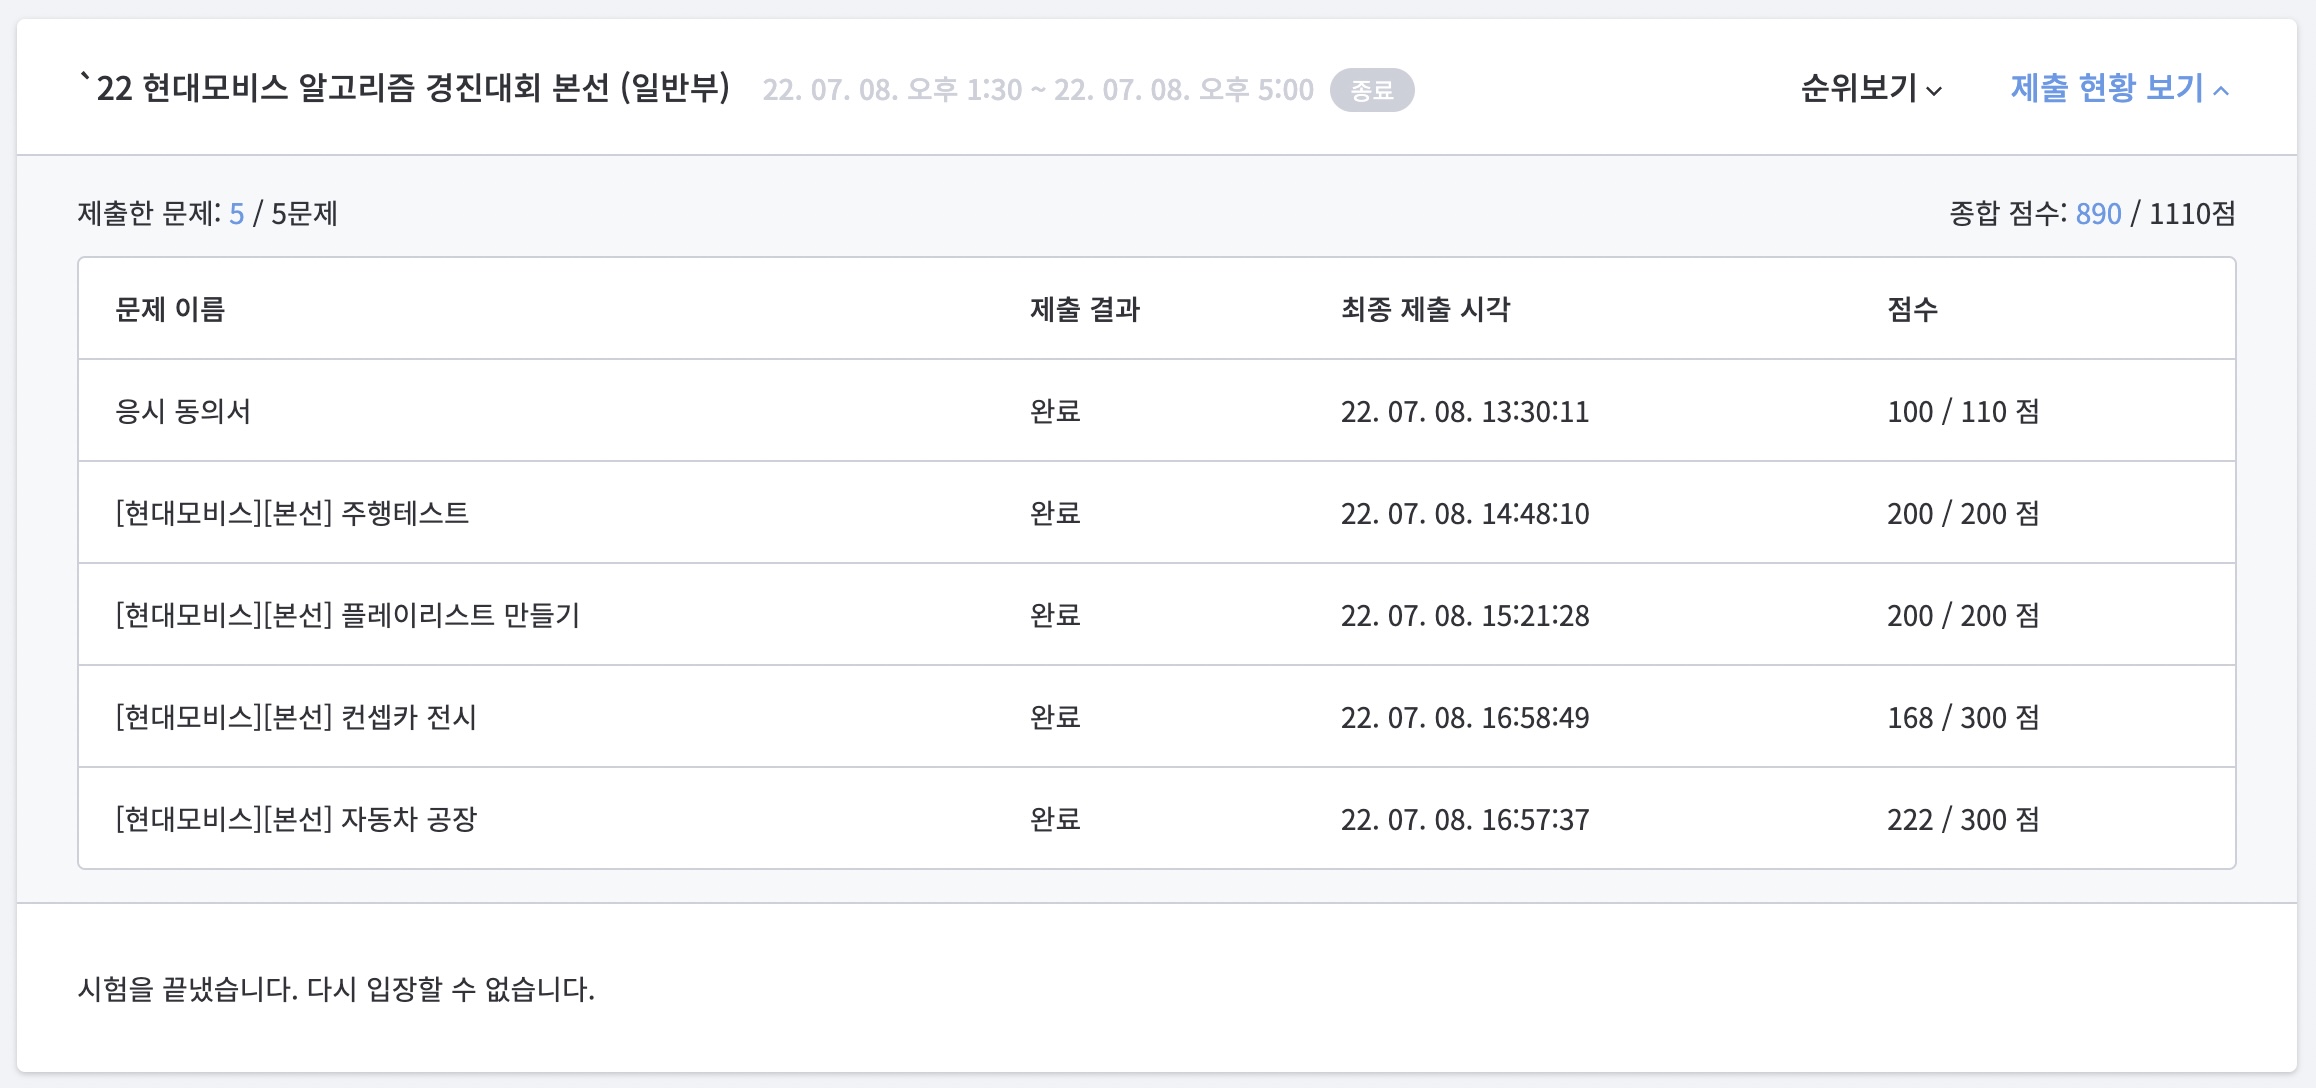 `22 현대모비스 알고리즘 경진대회 본선 (일반부) 22. 07. 08. 오후 1:30 ~ 22. 07. 08. 오후 5:00 종료 순위보기 제출 현황 보기
제출한 문제: 5 / 5문제 종합 점수: 890 / 1110점
문제 이름 제출 결과 최종 제출 시각 점수
응시 동의서 완료 22. 07. 08. 13:30:11 100 / 110 점
[현대모비스][본선] 주행테스트 완료 22. 07. 08. 14:48:10 200 / 200 점
[현대모비스][본선] 플레이리스트 만들기 완료 22. 07. 08. 15:21:28 200 / 200 점
[현대모비스][본선] 컨셉카 전시 완료 22. 07. 08. 16:58:49 168 / 300 점
[현대모비스][본선] 자동차 공장 완료 22. 07. 08. 16:57:37 222 / 300 점
시험을 끝냈습니다. 다시 입장할 수 없습니다.